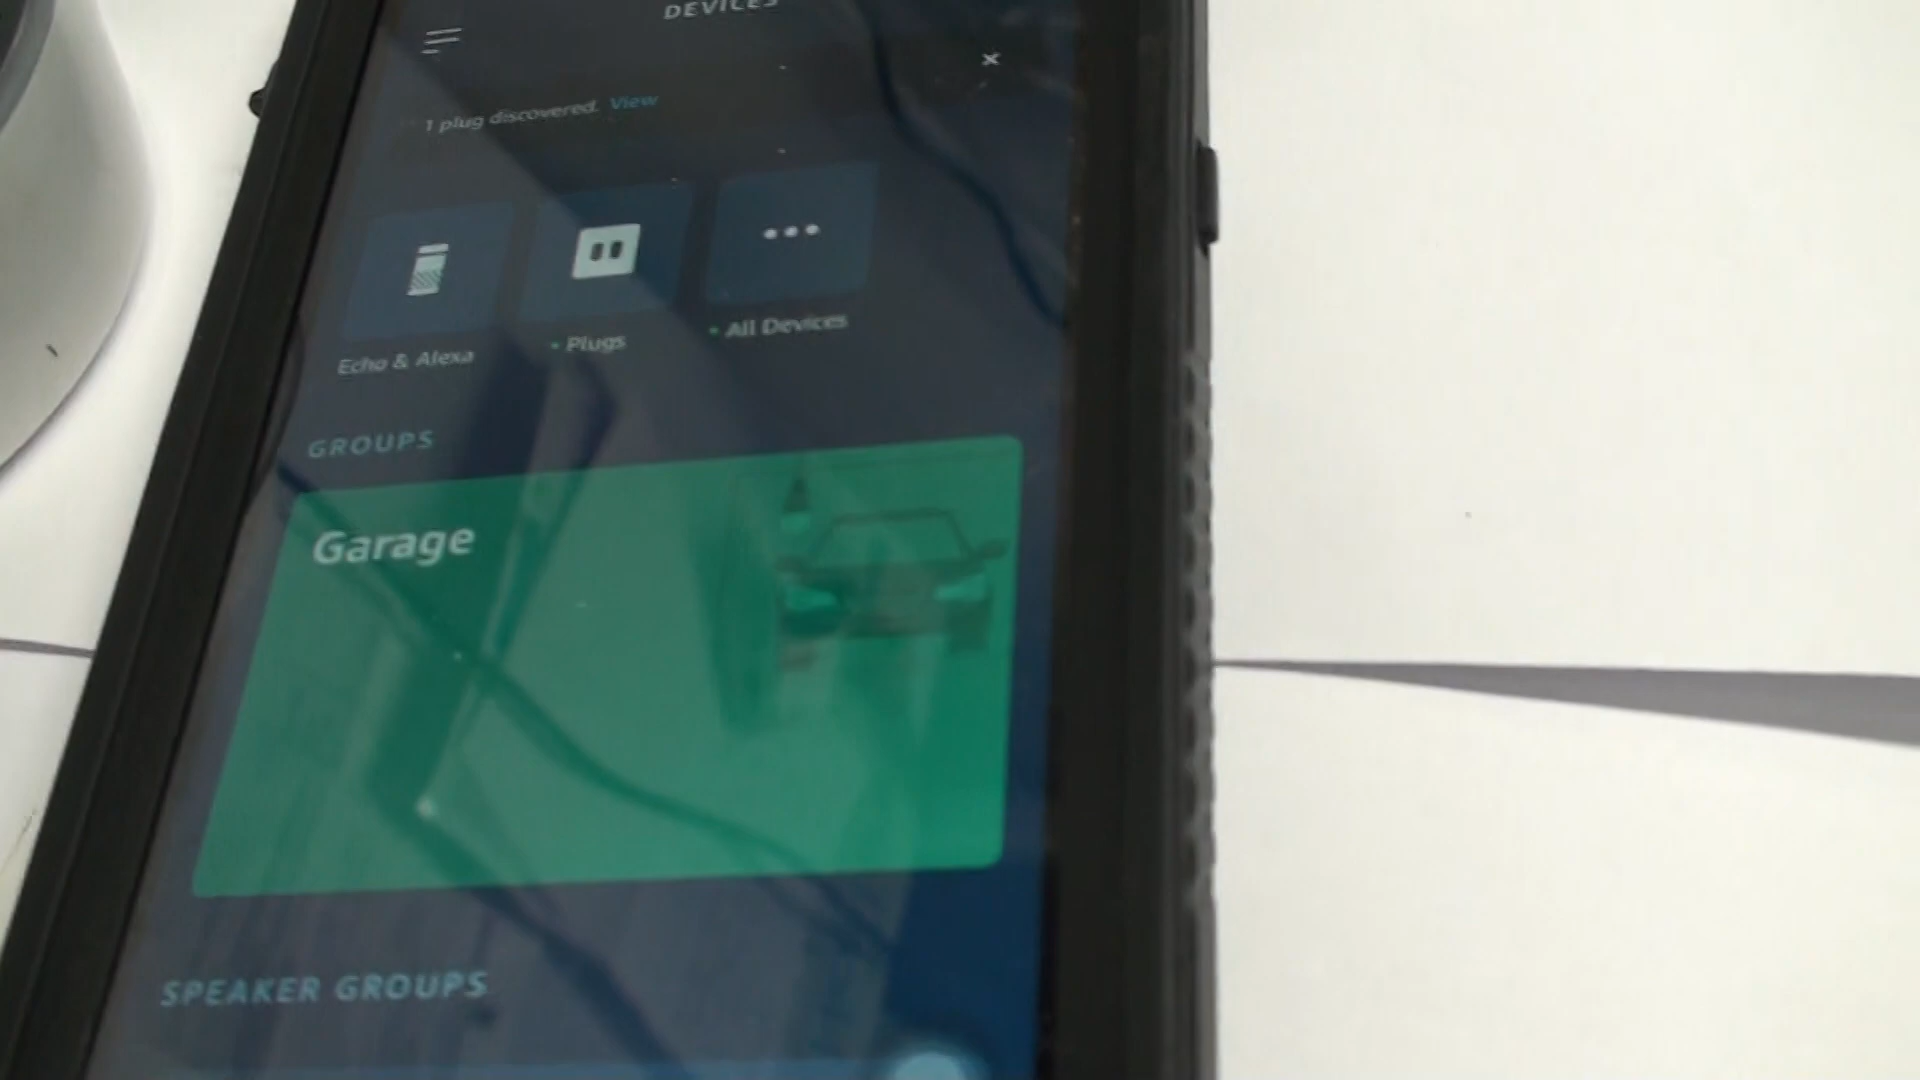 DEVICES
1 plug discovered. View
Echo & Alexa
• Plugs
• All Devices
GROUPS
Garage
SPEAKER GROUPS